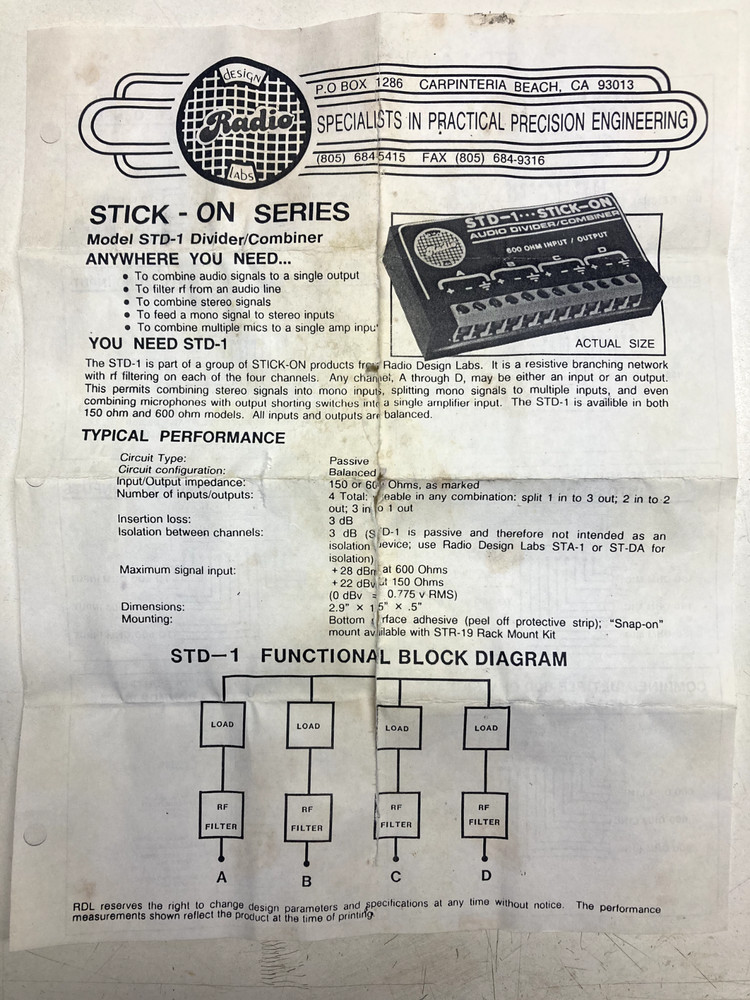 design
Radio
labs
P.O BOX 1286 CARPINTERIA BEACH, CA 93013
SPECIALISTS IN PRACTICAL PRECISION ENGINEERING
(805) 684-5415 FAX (805) 684-9316
STICK - ON SERIES
Model STD-1 Divider/Combiner
ANYWHERE YOU NEED...
• To combine audio signals to a single output
• To filter rf from an audio line
• To combine stereo signals
• To feed a mono signal to stereo inputs
• To combine multiple mics to a single amp input
YOU NEED STD-1
STD-1···STICK-ON
AUDIO DIVIDER/COMBINER
600 OHM INPUT / OUTPUT
A B C D
ACTUAL SIZE
The STD-1 is part of a group of STICK-ON products from Radio Design Labs. It is a resistive branching network
with rf filtering on each of the four channels. Any channel, A through D, may be either an input or an output.
This permits combining stereo signals into mono inputs, splitting mono signals to multiple inputs, and even
combining microphones with output shorting switches into a single amplifier input. The STD-1 is available in both
150 ohm and 600 ohm models. All inputs and outputs are balanced.
TYPICAL PERFORMANCE
Circuit Type: Passive
Circuit configuration: Balanced
Input/Output impedance: 150 or 600 Ohms, as marked
Number of inputs/outputs: 4 Total: useable in any combination: split 1 in to 3 out; 2 in to 2
out; 3 in to 1 out
Insertion loss: 3 dB
Isolation between channels: 3 dB (STD-1 is passive and therefore not intended as an
isolation device; use Radio Design Labs STA-1 or ST-DA for
isolation)
Maximum signal input: +28 dBm at 600 Ohms
+22 dBv at 150 Ohms
(0 dBv = 0.775 v RMS)
Dimensions: 2.9" × 1.5" × .5"
Mounting: Bottom surface adhesive (peel off protective strip); "Snap-on"
mount available with STR-19 Rack Mount Kit
STD-1 FUNCTIONAL BLOCK DIAGRAM
LOAD LOAD LOAD LOAD
RF RF RF RF
FILTER FILTER FILTER FILTER
A B C D
RDL reserves the right to change design parameters and specifications at any time without notice. The performance
measurements shown reflect the product at the time of printing.